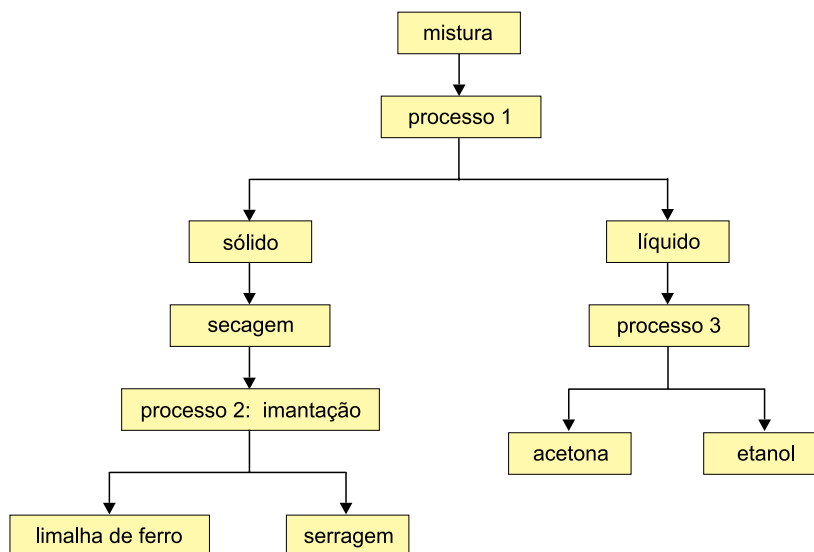 mistura
processo 1
sólido
líquido
secagem
processo 3
processo 2: imantação
acetona
etanol
limalha de ferro
serragem